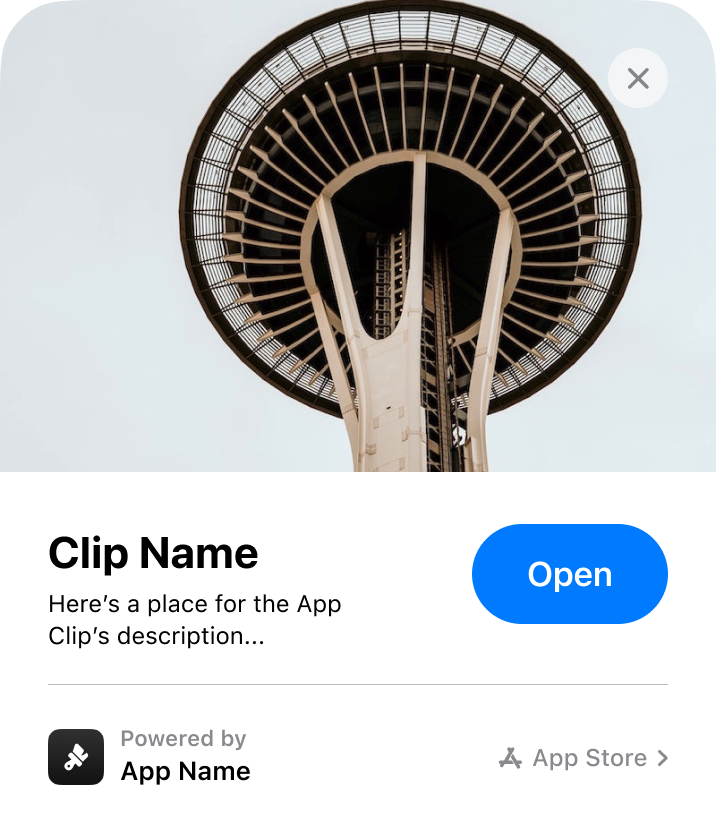 Clip Name
Open
Here’s a place for the App
Clip’s description...
Powered by
App Name
App Store